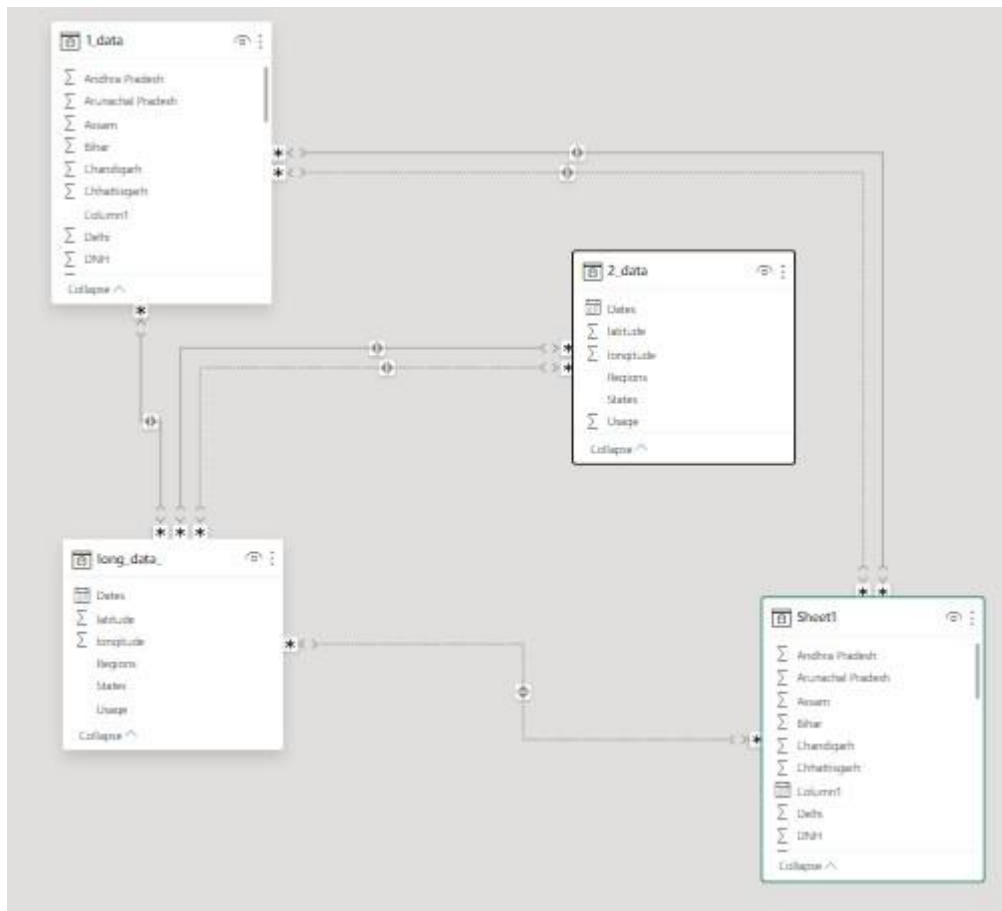 1_data
Andhra Pradesh
Arunachal Pradesh
Assam
Bihar
Chandigarh
Chhattisgarh
Column1
Delhi
DNH
Collapse
2_data
Dates
latitude
longitude
Regions
States
Usage
Collapse
long_data_
Dates
latitude
longitude
Regions
States
Usage
Collapse
Sheet1
Andhra Pradesh
Arunachal Pradesh
Assam
Bihar
Chandigarh
Chhattisgarh
Column1
Delhi
DNH
Collapse